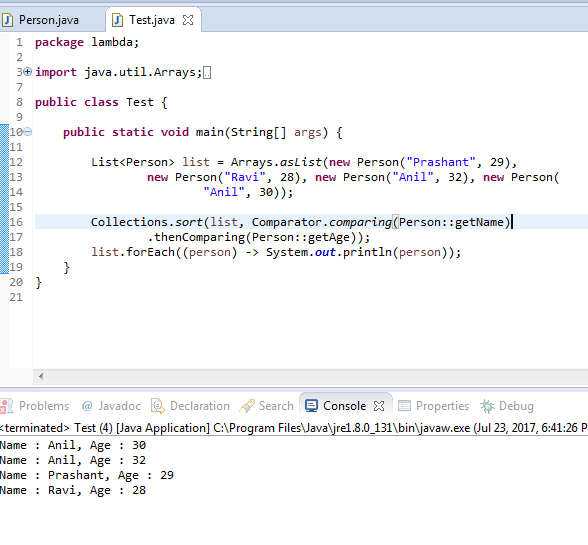 Person.java Test.java
1 package lambda;
2
3 import java.util.Arrays;
7
8 public class Test {
9
10 public static void main(String[] args) {
11
12 List<Person> list = Arrays.asList(new Person("Prashant", 29),
13 new Person("Ravi", 28), new Person("Anil", 32), new Person(
14 "Anil", 30));
15
16 Collections.sort(list, Comparator.comparing(Person::getName)
17 .thenComparing(Person::getAge));
18 list.forEach((person) -> System.out.println(person));
19 }
20 }
21
Problems @ Javadoc Declaration Search Console Properties Debug
<terminated> Test (4) [Java Application] C:\Program Files\Java\jre1.8.0_131\bin\javaw.exe (Jul 23, 2017, 6:41:26 P
Name : Anil, Age : 30
Name : Anil, Age : 32
Name : Prashant, Age : 29
Name : Ravi, Age : 28